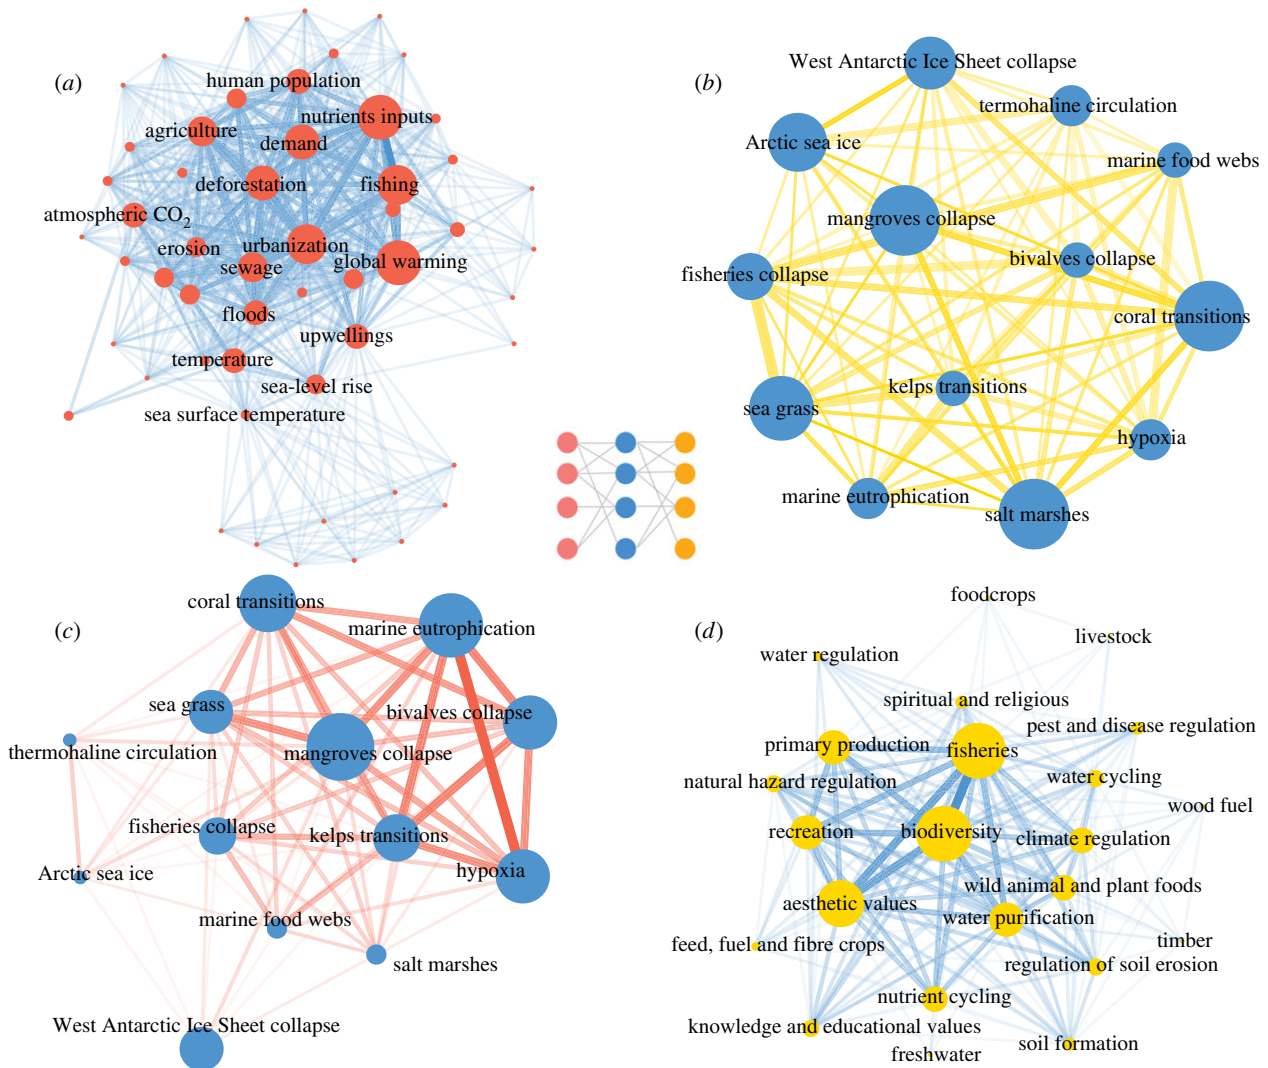 (a)
human population
nutrients inputs
agriculture
demand
deforestation
fishing
atmospheric CO2
erosion
urbanization
sewage
global warming
floods
upwellings
temperature
sea-level rise
sea surface temperature
(b)
West Antarctic Ice Sheet collapse
termohaline circulation
Arctic sea ice
marine food webs
mangroves collapse
bivalves collapse
fisheries collapse
coral transitions
kelps transitions
sea grass
hypoxia
marine eutrophication
salt marshes
(c)
coral transitions
marine eutrophication
sea grass
bivalves collapse
thermohaline circulation
mangroves collapse
fisheries collapse
kelps transitions
Arctic sea ice
hypoxia
marine food webs
salt marshes
West Antarctic Ice Sheet collapse
(d)
foodcrops
livestock
water regulation
spiritual and religious
pest and disease regulation
primary production
fisheries
natural hazard regulation
water cycling
wood fuel
recreation
biodiversity
climate regulation
wild animal and plant foods
aesthetic values
water purification
feed, fuel and fibre crops
timber
regulation of soil erosion
nutrient cycling
knowledge and educational values
soil formation
freshwater